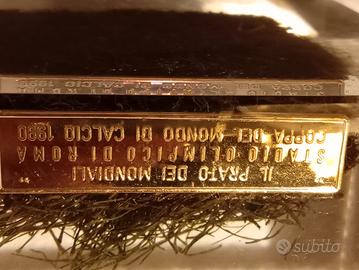 IL PRATO DEI MONDIALI
STADIO OLIMPICO DI ROMA
COPPA DEL MONDO DI CALCIO 1990
subito